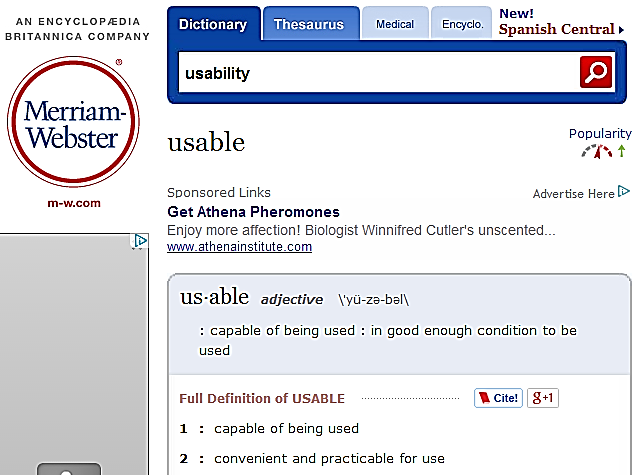 AN ENCYCLOPÆDIA
BRITANNICA COMPANY
Merriam-
Webster
®
m-w.com
Dictionary
Thesaurus
Medical
Encyclo.
New!
Spanish Central
usability
usable
Popularity
Sponsored Links
Advertise Here
Get Athena Pheromones
Enjoy more affection! Biologist Winnifred Cutler's unscented...
www.athenainstitute.com
us·able adjective \ˈyü-zə-bəl\
: capable of being used : in good enough condition to be
used
Full Definition of USABLE
Cite!
g+1
1 : capable of being used
2 : convenient and practicable for use